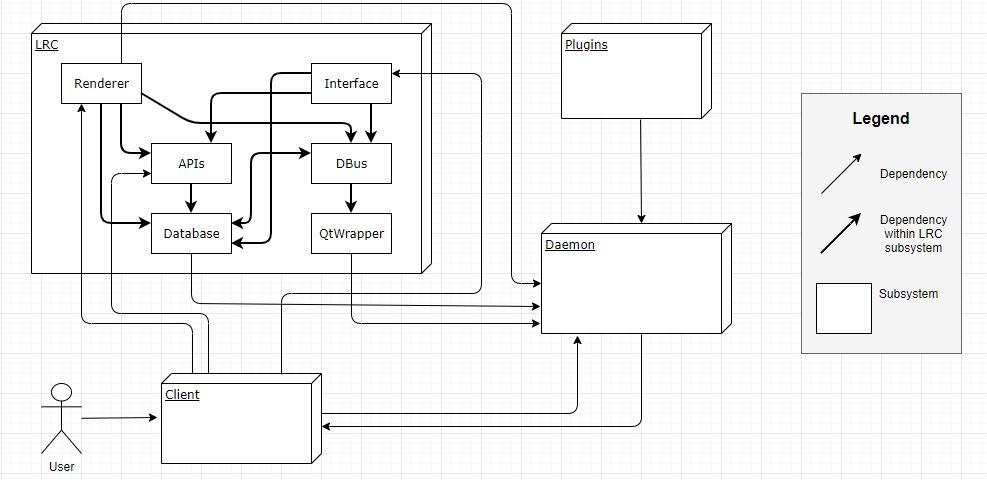 LRC
Renderer
Interface
APIs
DBus
Database
QtWrapper
Plugins
Daemon
Client
User
Legend
Dependency
Dependency
within LRC
subsystem
Subsystem